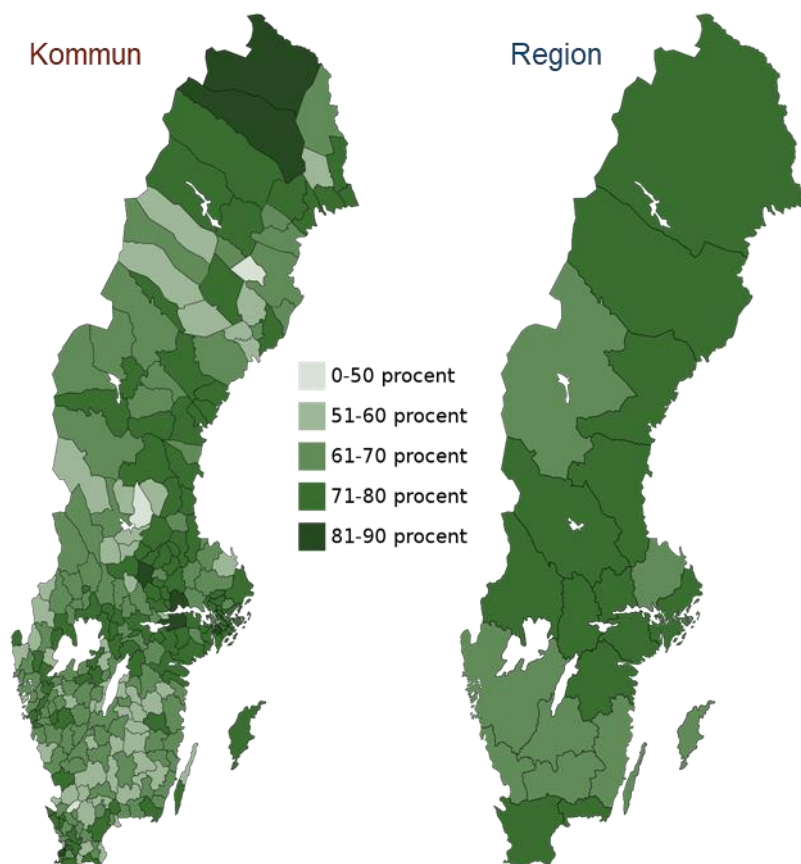 Kommun
Region
0-50 procent
51-60 procent
61-70 procent
71-80 procent
81-90 procent